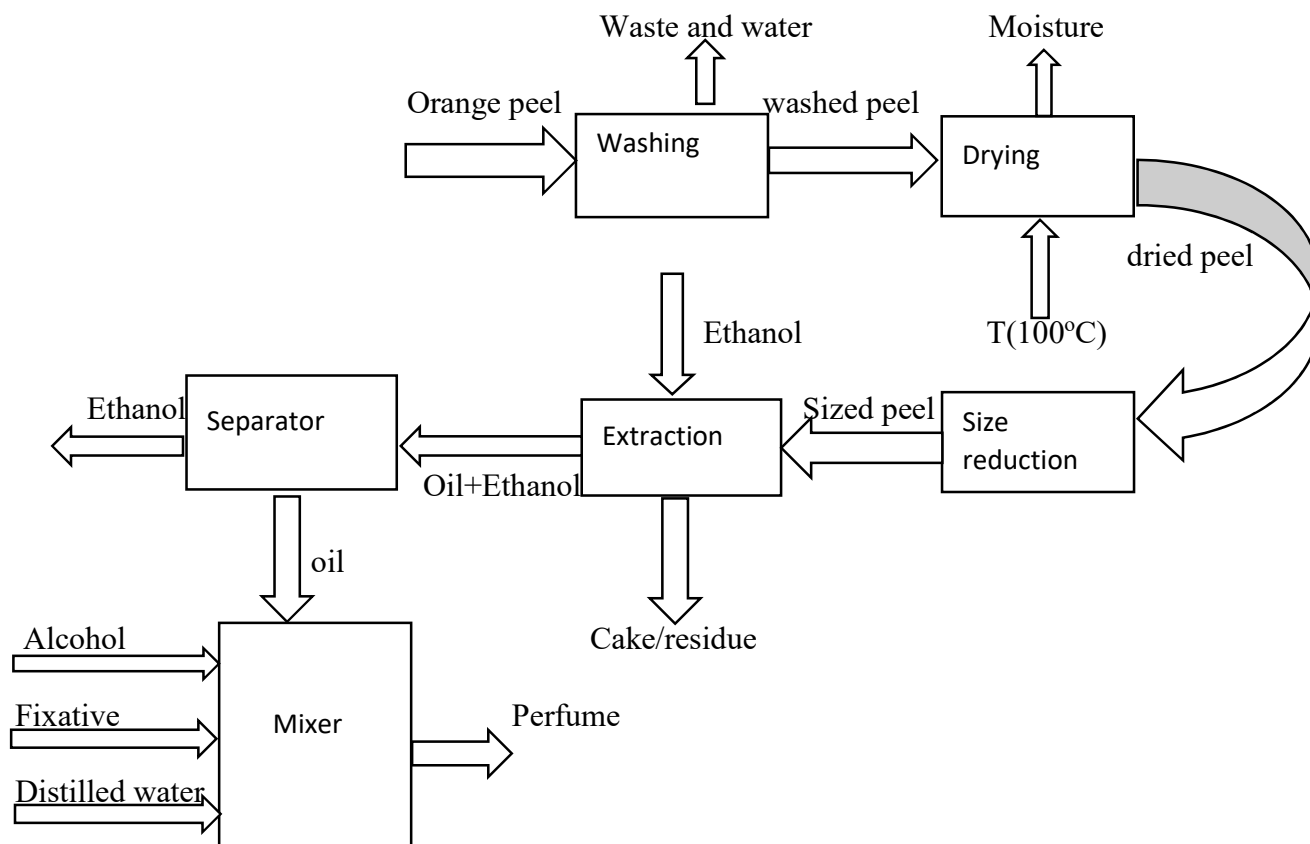 Waste and water
Moisture
Orange peel
washed peel
Washing
Drying
dried peel
T(100ºC)
Ethanol
Ethanol
Separator
Extraction
Sized peel
Size
reduction
Oil+Ethanol
oil
Cake/residue
Alcohol
Fixative
Mixer
Perfume
Distilled water